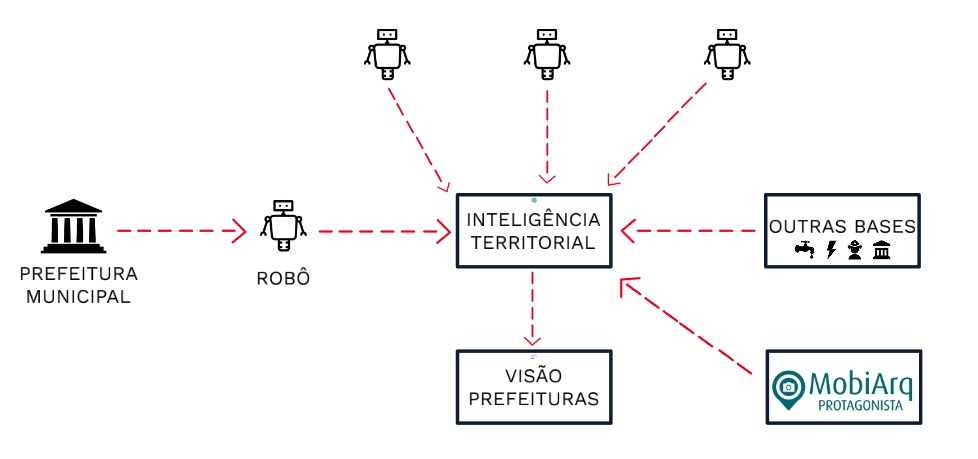 PREFEITURA
MUNICIPAL
ROBÔ
INTELIGÊNCIA
TERRITORIAL
OUTRAS BASES
VISÃO
PREFEITURAS
MobiArq
PROTAGONISTA